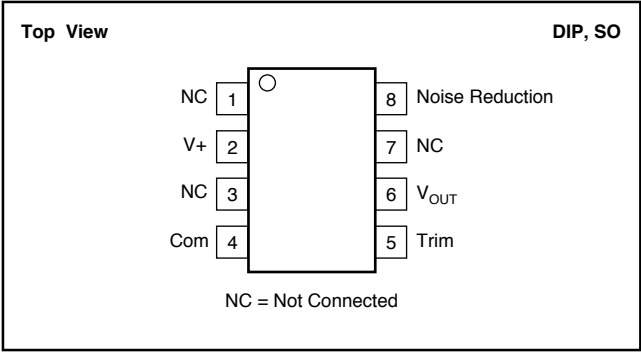 Top View DIP, SO
NC 1 8 Noise Reduction
V+ 2 7 NC
NC 3 6 VOUT
Com 4 5 Trim
NC = Not Connected